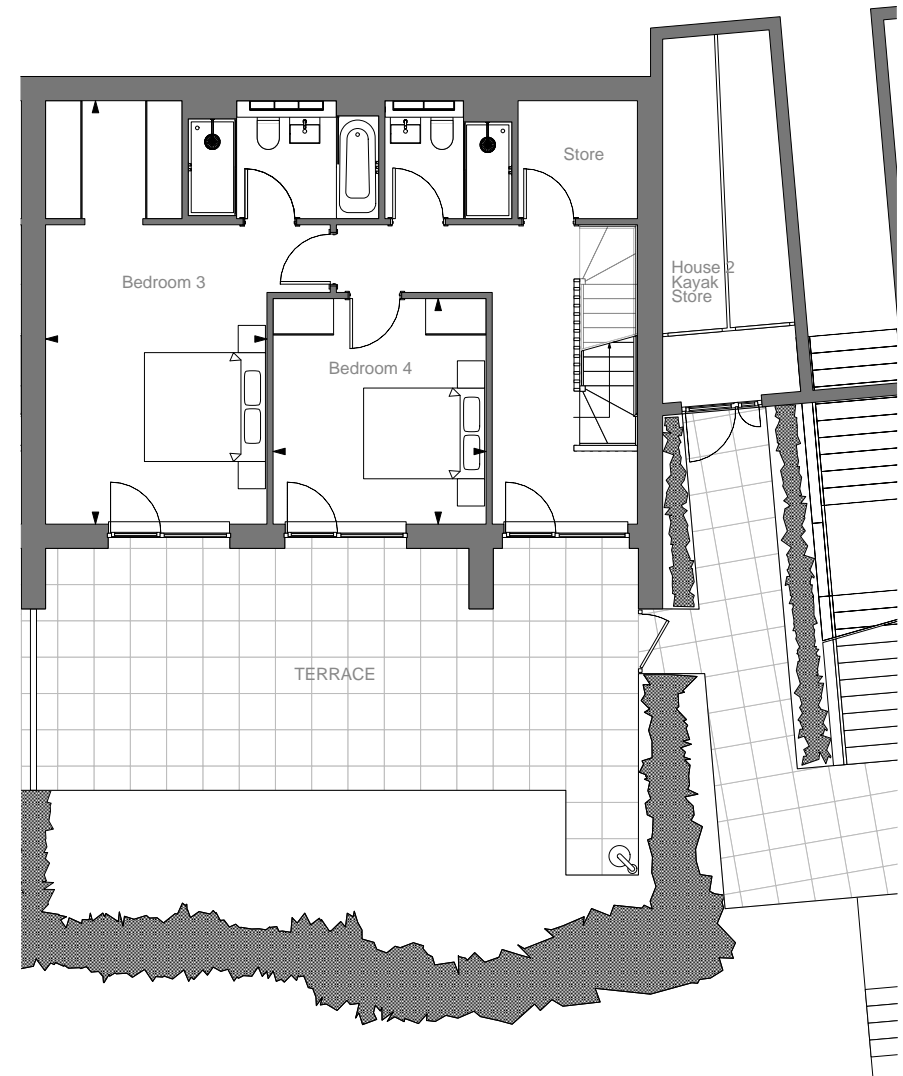 Store
Bedroom 3
House 2
Kayak
Store
Bedroom 4
TERRACE